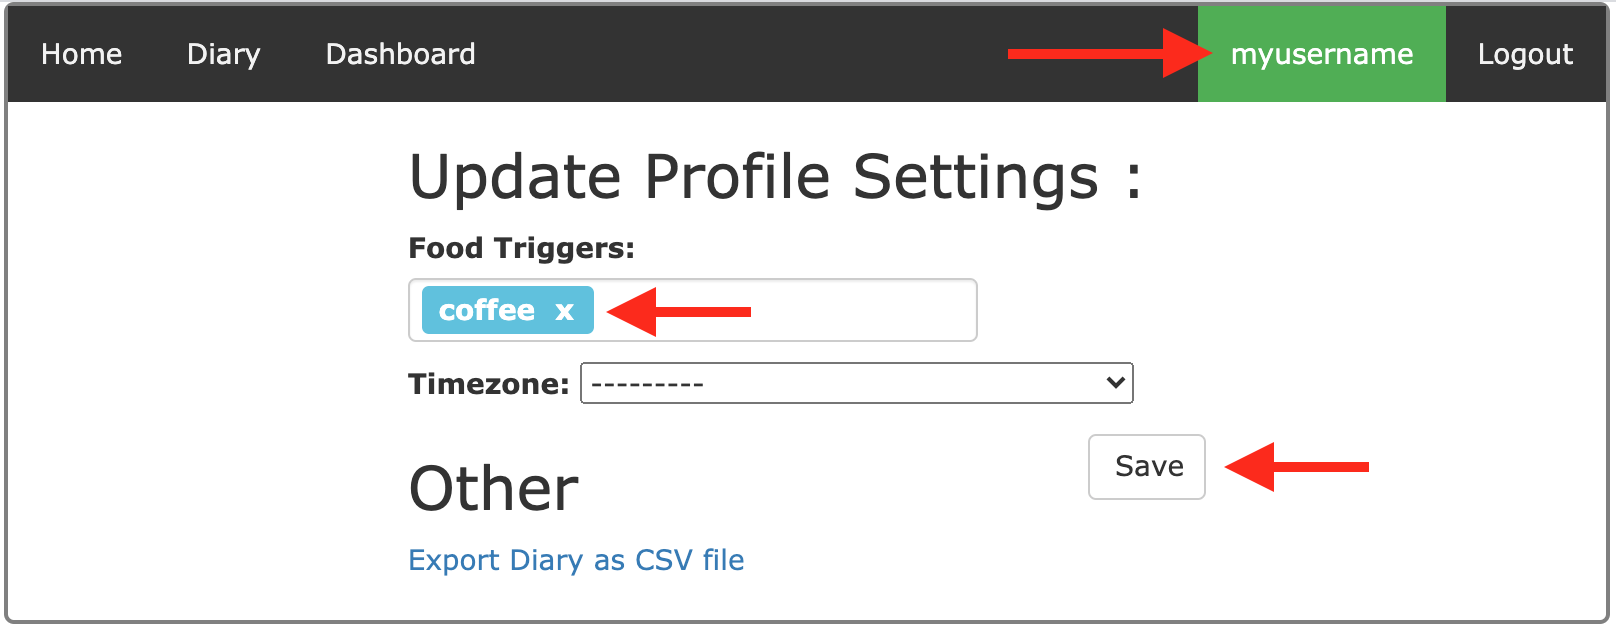 Home Diary Dashboard myusername Logout
Update Profile Settings :
Food Triggers:
coffee x
Timezone: ---------
Save
Other
Export Diary as CSV file